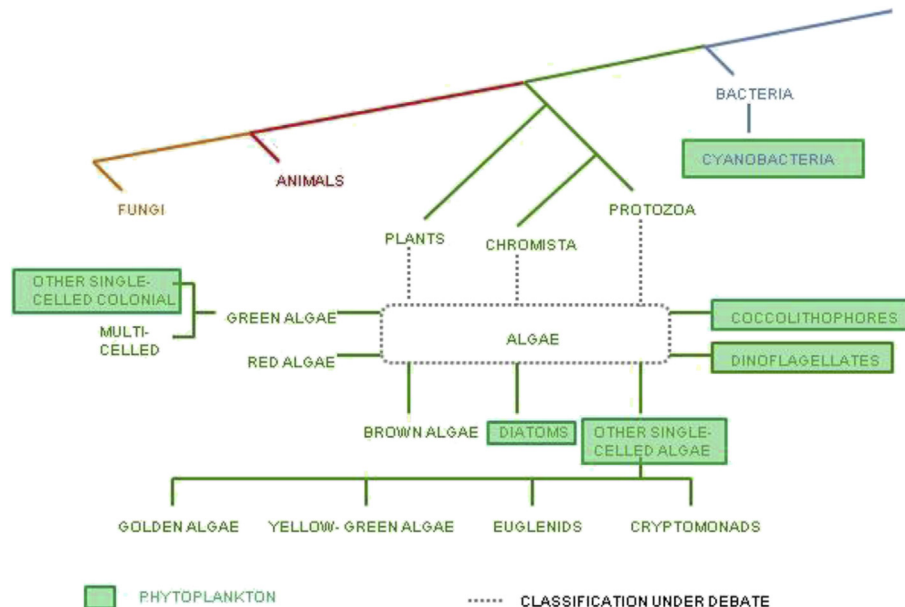 BACTERIA
CYANOBACTERIA
ANIMALS
FUNGI
PROTOZOA
PLANTS
CHROMISTA
OTHER SINGLE-
CELLED COLONIAL
MULTI-
CELLED
GREEN ALGAE
ALGAE
COCCOLITHOPHORES
RED ALGAE
DINOFLAGELLATES
BROWN ALGAE
DIATOMS
OTHER SINGLE-
CELLED ALGAE
GOLDEN ALGAE
YELLOW- GREEN ALGAE
EUGLENIDS
CRYPTOMONADS
PHYTOPLANKTON
CLASSIFICATION UNDER DEBATE